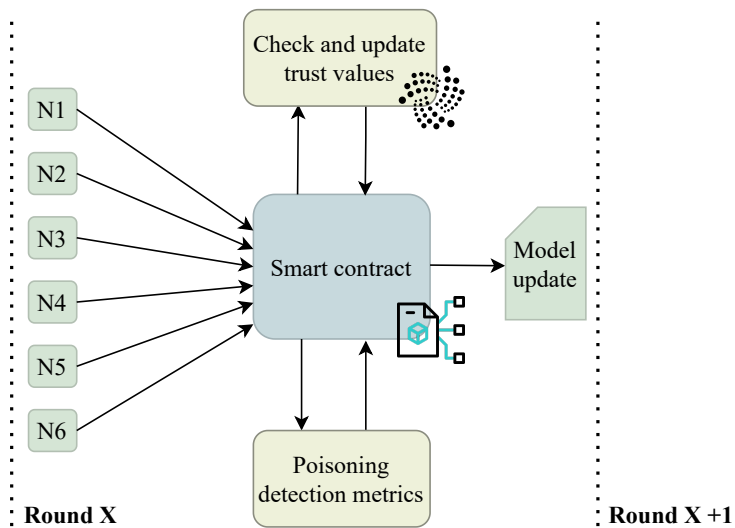 Check and update
trust values
N1
N2
N3
N4
N5
N6
Smart contract
Model
update
Poisoning
detection metrics
Round X
Round X +1